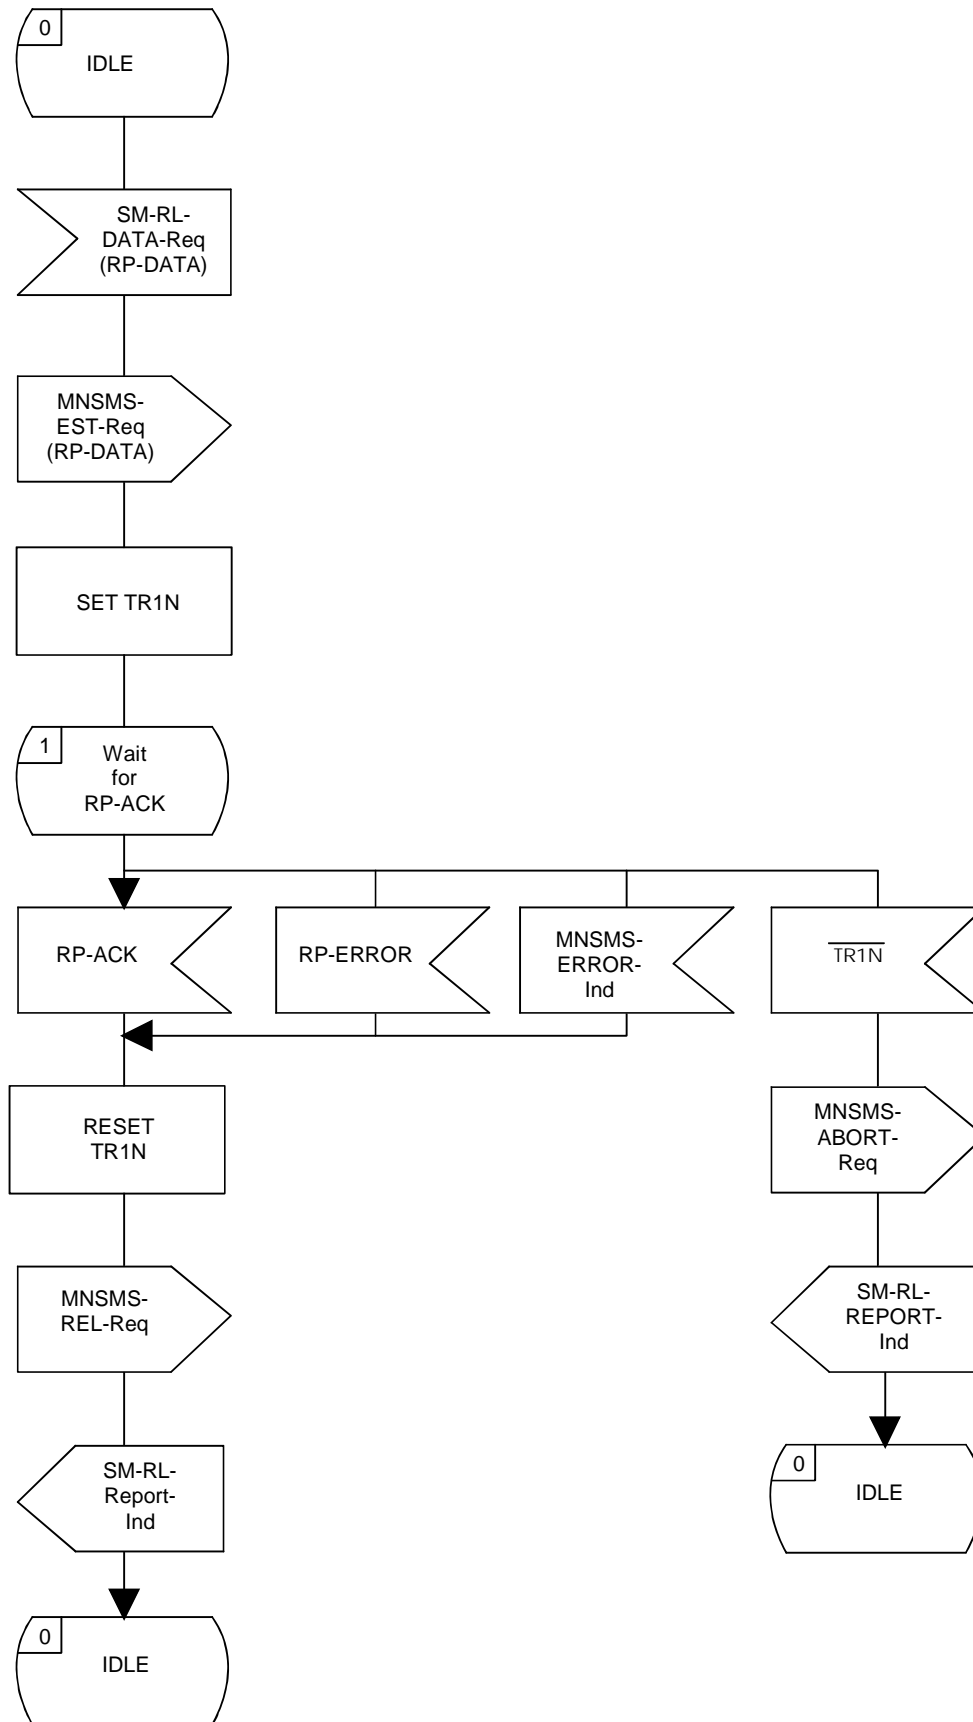 0
IDLE
SM-RL-
DATA-Req
(RP-DATA)
MNSMS-
EST-Req
(RP-DATA)
SET TR1N
1
Wait
for
RP-ACK
RP-ACK
RP-ERROR
MNSMS-
ERROR-
Ind
TR1N
RESET
TR1N
MNSMS-
ABORT-
Req
MNSMS-
REL-Req
SM-RL-
REPORT-
Ind
SM-RL-
Report-
Ind
0
IDLE
0
IDLE